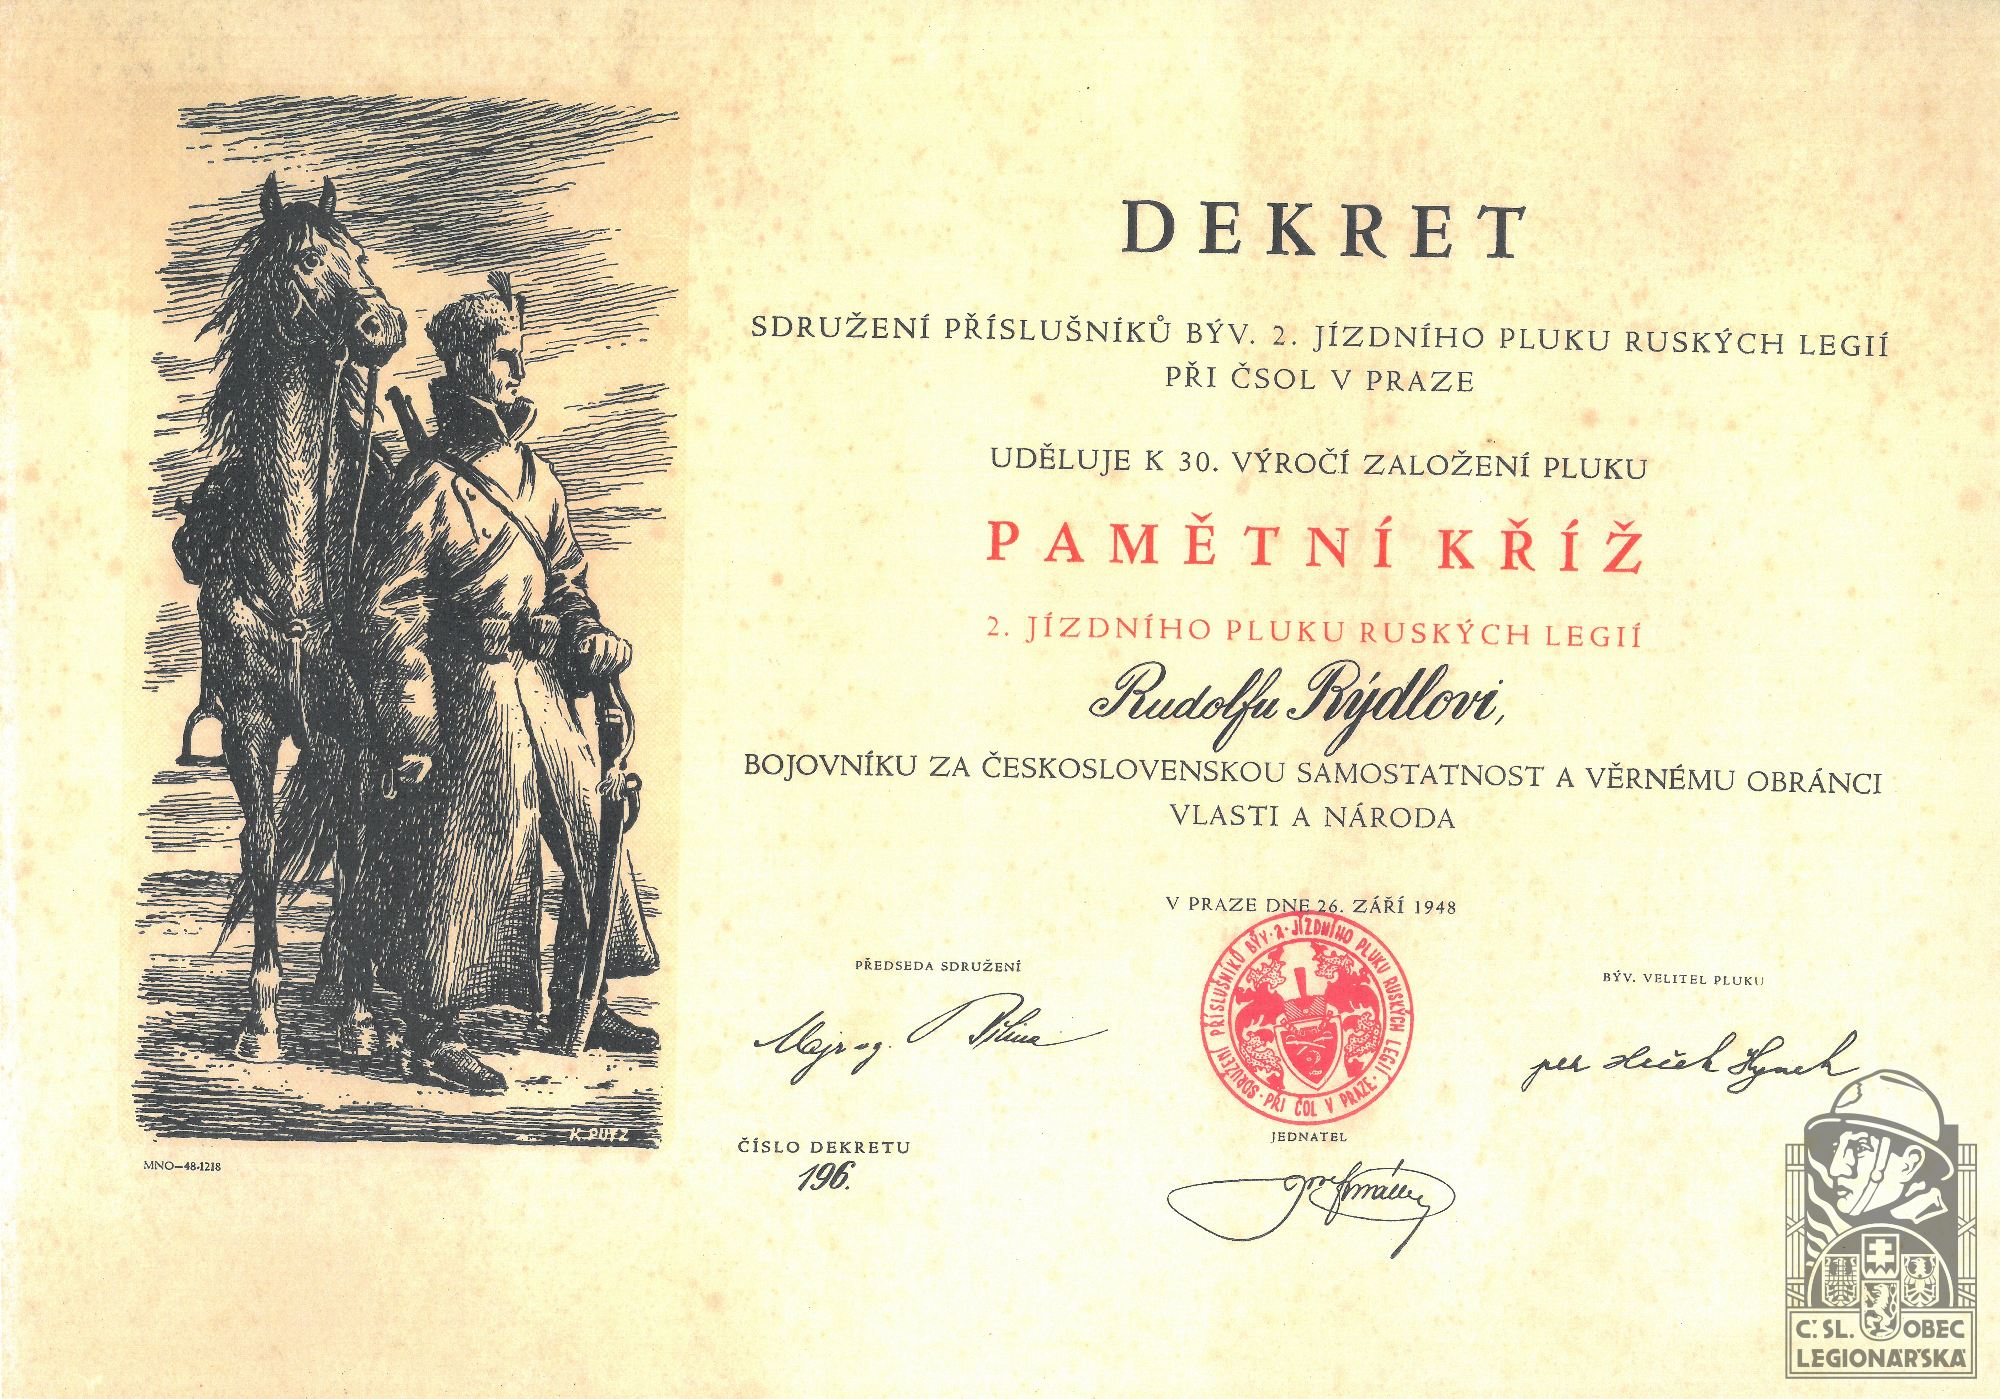 DEKRET
SDRUŽENÍ PŘÍSLUŠNÍKŮ BÝV. 2. JÍZDNÍHO PLUKU RUSKÝCH LEGIÍ
PŘI ČSOL V PRAZE
UDĚLUJE K 30. VÝROČÍ ZALOŽENÍ PLUKU
PAMĚTNÍ KŘÍŽ
2. JÍZDNÍHO PLUKU RUSKÝCH LEGIÍ
Rudolfu Rýdlovi,
BOJOVNÍKU ZA ČESKOSLOVENSKOU SAMOSTATNOST A VĚRNÉMU OBRÁNCI
VLASTI A NÁRODA
V PRAZE DNE 26. ZÁŘÍ 1948
PŘEDSEDA SDRUŽENÍ
BÝV. VELITEL PLUKU
SDRUŽENÍ PŘÍSLUŠNÍKŮ BÝV. 2. JÍZDNÍHO PLUKU RUSKÝCH LEGIÍ
PŘI ČOL V PRAZE
JEDNATEL
ČÍSLO DEKRETU
196.
MNO—48-1218
Č.SL. OBEC
LEGIONÁŘSKÁ